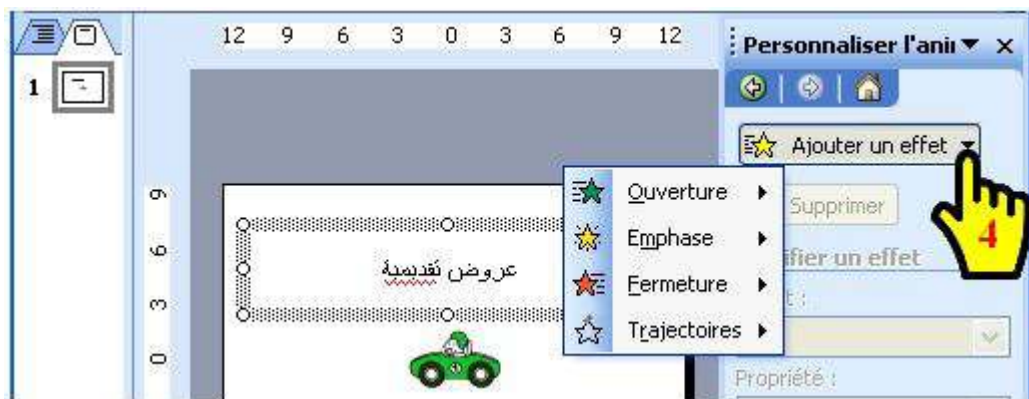 12 9 6 3 0 3 6 9 12
Personnaliser l'anii
1
Ajouter un effet
Ouverture
Supprimer
9
Emphase
4
6
عروض تقديمية
ifier un effet
Fermeture
t :
3
Trajectoires
0
Propriété :